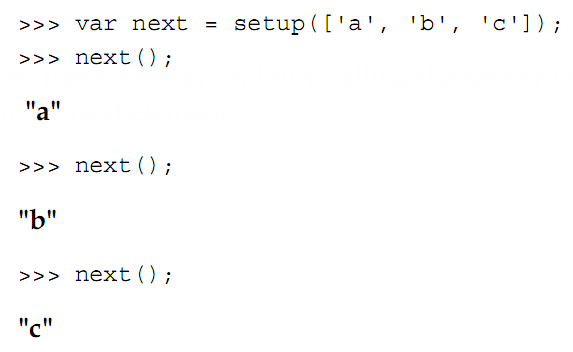 >>> var next = setup(['a', 'b', 'c']);
>>> next();
"a"
>>> next();
"b"
>>> next();
"c"